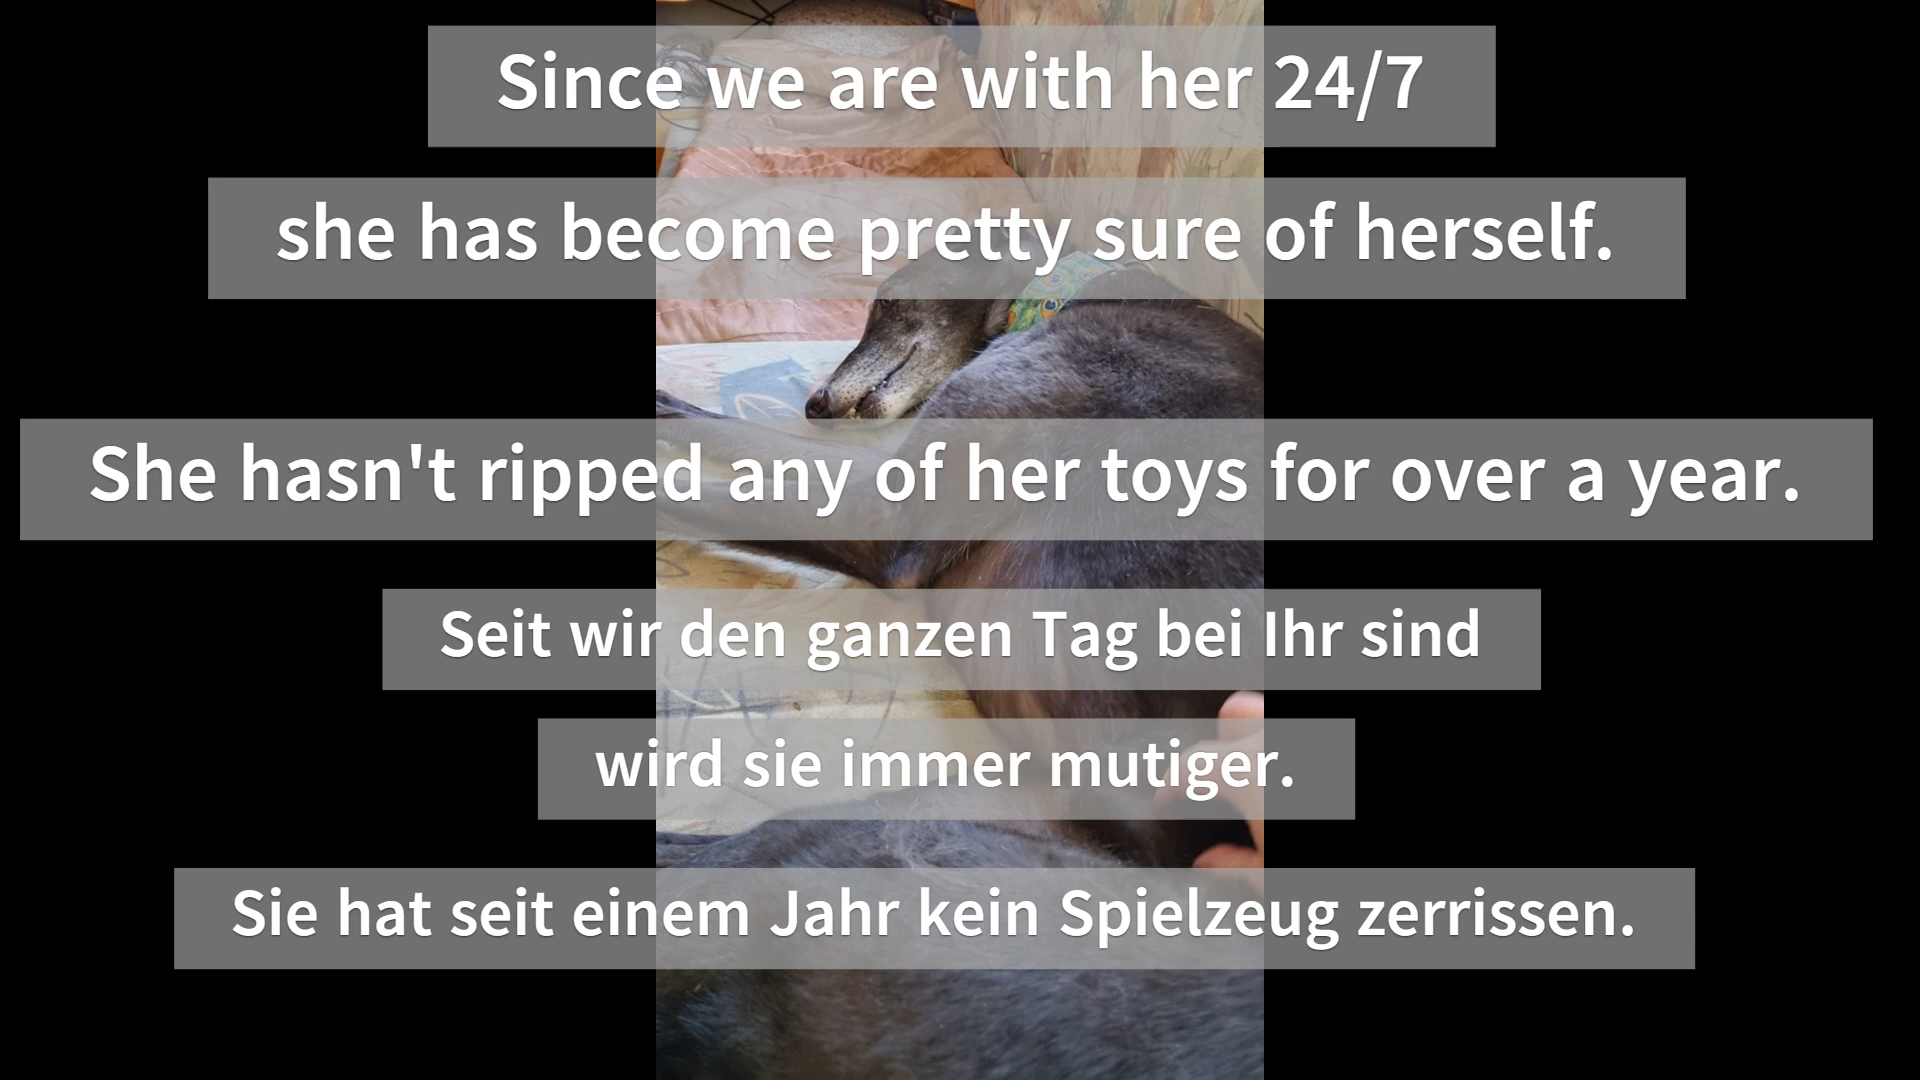 Since we are with her 24/7
she has become pretty sure of herself.
She hasn't ripped any of her toys for over a year.
Seit wir den ganzen Tag bei Ihr sind
wird sie immer mutiger.
Sie hat seit einem Jahr kein Spielzeug zerrissen.